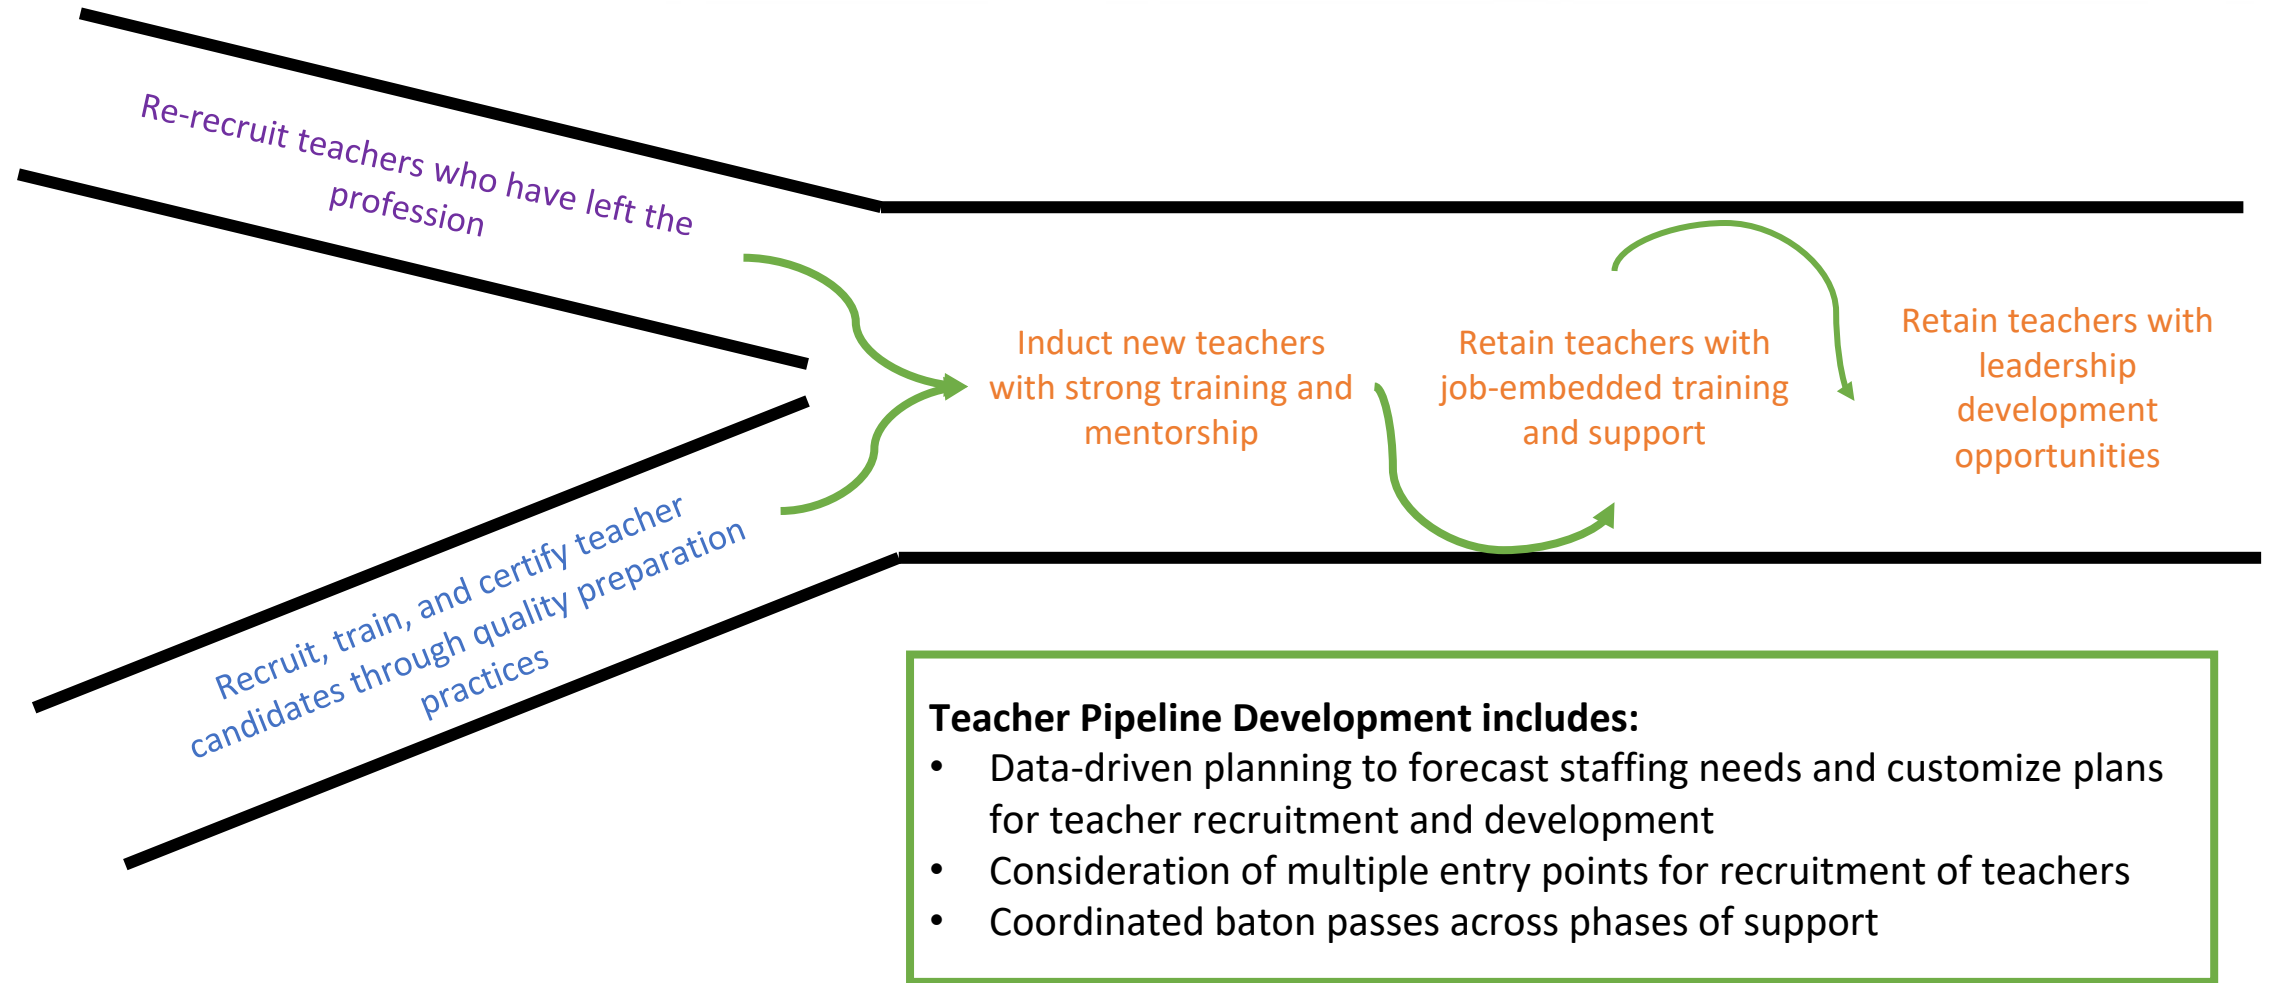 Re-recruit teachers who have left the
profession
Recruit, train, and certify teacher
candidates through quality preparation
practices
Induct new teachers
with strong training and
mentorship
Retain teachers with
job-embedded training
and support
Retain teachers with
leadership
development
opportunities
Teacher Pipeline Development includes:
• Data-driven planning to forecast staffing needs and customize plans
for teacher recruitment and development
• Consideration of multiple entry points for recruitment of teachers
• Coordinated baton passes across phases of support